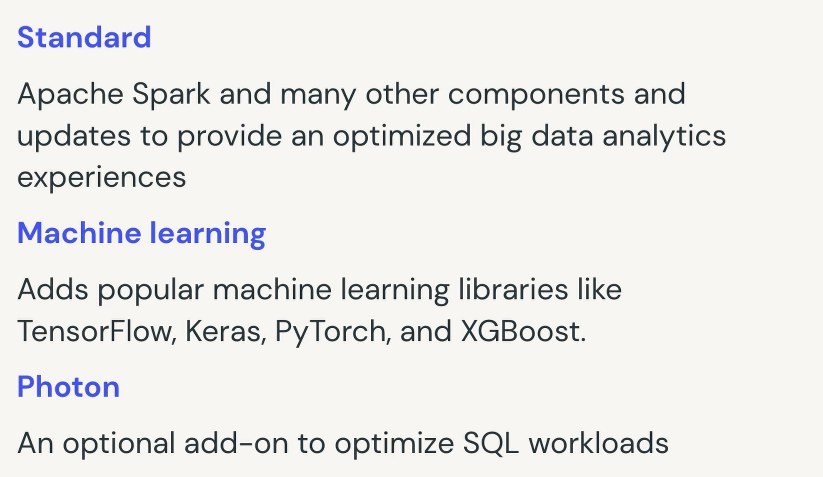 Standard
Apache Spark and many other components and
updates to provide an optimized big data analytics
experiences
Machine learning
Adds popular machine learning libraries like
TensorFlow, Keras, PyTorch, and XGBoost.
Photon
An optional add-on to optimize SQL workloads